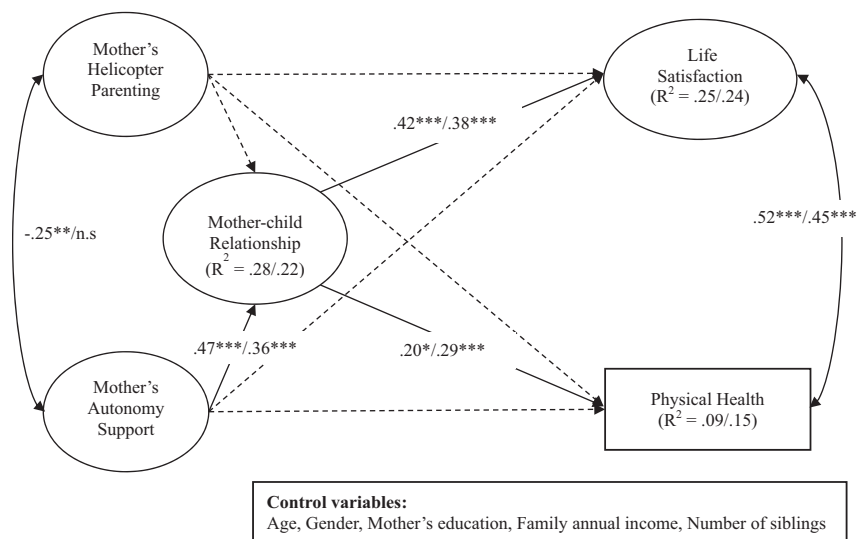 Mother’s
Helicopter
Parenting
Life
Satisfaction
(R² = .25/.24)
.42***/.38***
Mother-child
Relationship
(R² = .28/.22)
-.25**/n.s
.52***/.45***
.47***/.36***
.20*/.29***
Mother’s
Autonomy
Support
Physical Health
(R² = .09/.15)
Control variables:
Age, Gender, Mother’s education, Family annual income, Number of siblings